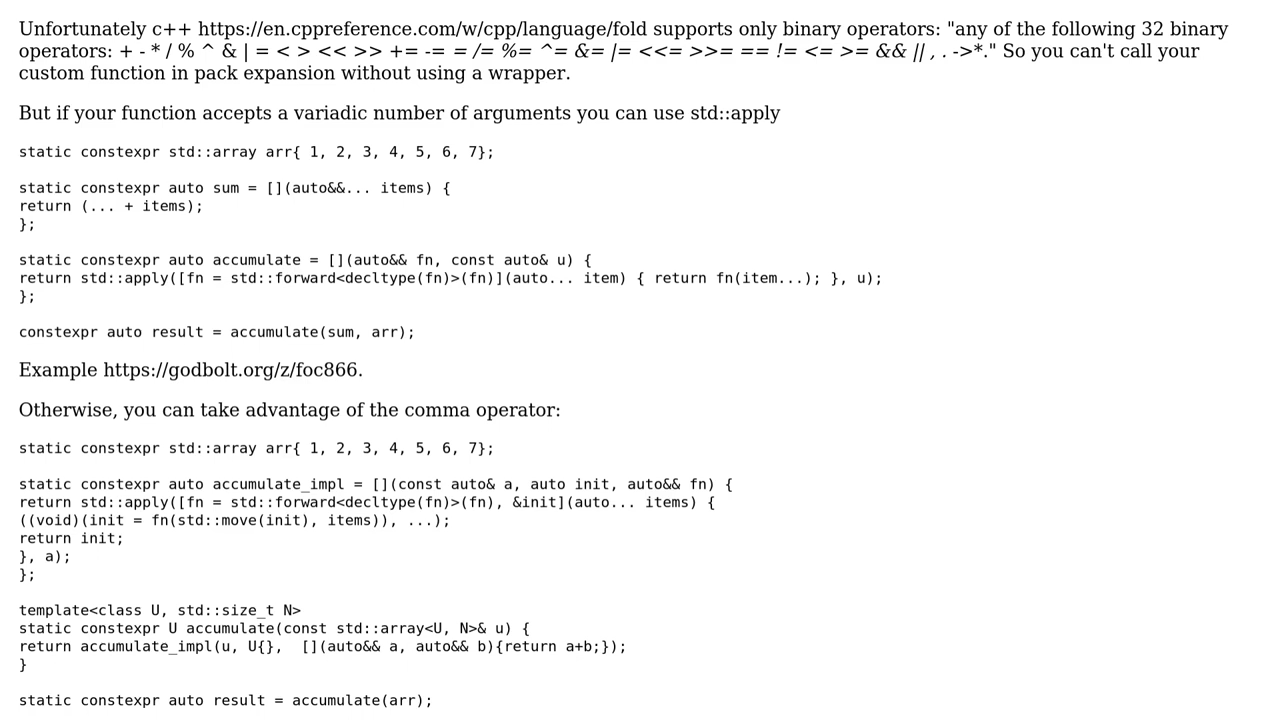 Unfortunately c++ https://en.cppreference.com/w/cpp/language/fold supports only binary operators: "any of the following 32 binary
operators: + - * / % ^ & | = < > << >> += -= = /= %= ^= &= |= <<= >>= == != <= >= && || , . ->*." So you can't call your
custom function in pack expansion without using a wrapper.
But if your function accepts a variadic number of arguments you can use std::apply
static constexpr std::array arr{ 1, 2, 3, 4, 5, 6, 7};
static constexpr auto sum = [](auto&&... items) {
return (... + items);
};
static constexpr auto accumulate = [](auto&& fn, const auto& u) {
return std::apply([fn = std::forward<decltype(fn)>(fn)](auto... item) { return fn(item...); }, u);
};
constexpr auto result = accumulate(sum, arr);
Example https://godbolt.org/z/foc866.
Otherwise, you can take advantage of the comma operator:
static constexpr std::array arr{ 1, 2, 3, 4, 5, 6, 7};
static constexpr auto accumulate_impl = [](const auto& a, auto init, auto&& fn) {
return std::apply([fn = std::forward<decltype(fn)>(fn), &init](auto... items) {
((void)(init = fn(std::move(init), items)), ...);
return init;
}, a);
};
template<class U, std::size_t N>
static constexpr U accumulate(const std::array<U, N>& u) {
return accumulate_impl(u, U{},  [](auto&& a, auto&& b){return a+b;});
}
static constexpr auto result = accumulate(arr);